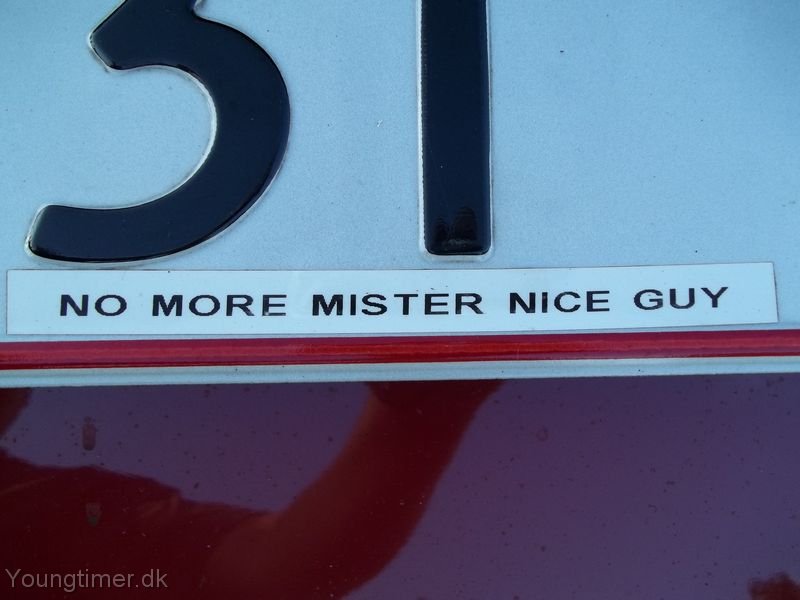 31
NO MORE MISTER NICE GUY
Youngtimer.dk